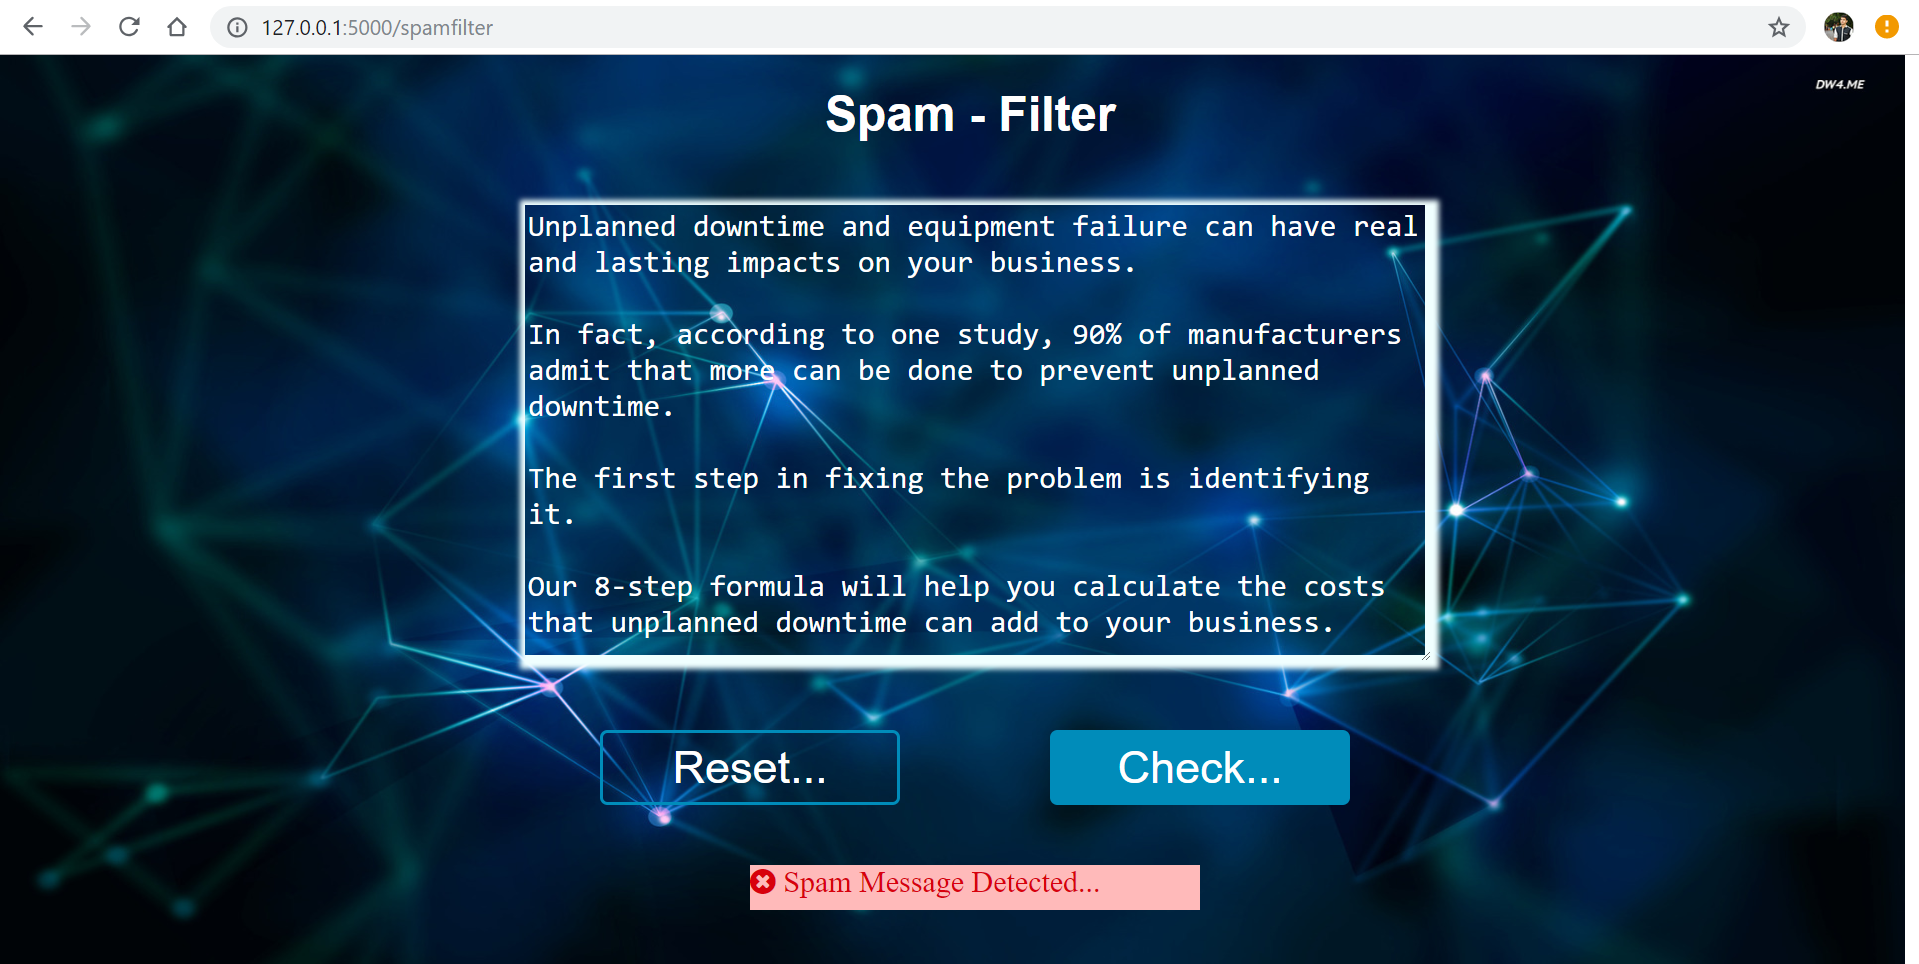 127.0.0.1:5000/spamfilter
DW4.ME
Spam - Filter
Unplanned downtime and equipment failure can have real
and lasting impacts on your business.
In fact, according to one study, 90% of manufacturers
admit that more can be done to prevent unplanned
downtime.
The first step in fixing the problem is identifying
it.
Our 8-step formula will help you calculate the costs
that unplanned downtime can add to your business.
Reset...
Check...
Spam Message Detected...